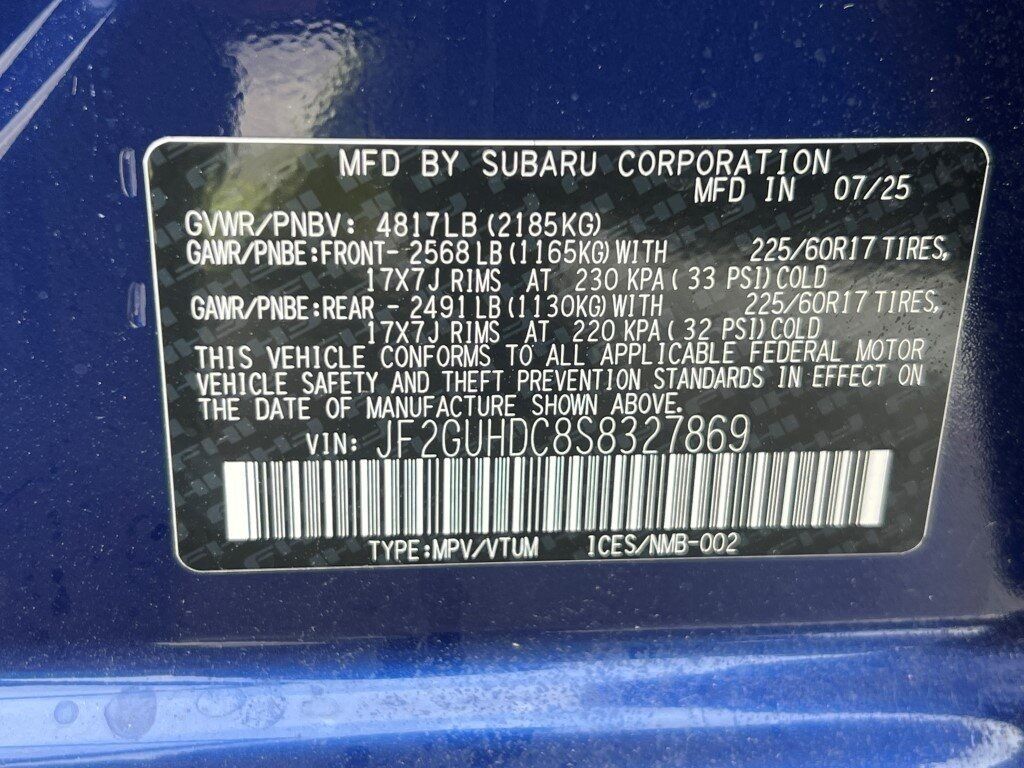 MFD BY SUBARU CORPORATION
MFD IN 07/25
GVWR/PNBV: 4817LB (2185KG)
GAWR/PNBE:FRONT- 2568 LB (1165KG) WITH 225/60R17 TIRES,
17X7J RIMS AT 230 KPA ( 33 PSI) COLD
GAWR/PNBE:REAR - 2491 LB (1130KG) WITH 225/60R17 TIRES,
17X7J RIMS AT 220 KPA ( 32 PSI) COLD
THIS VEHICLE CONFORMS TO ALL APPLICABLE FEDERAL MOTOR
VEHICLE SAFETY AND THEFT PREVENTION STANDARDS IN EFFECT ON
THE DATE OF MANUFACTURE SHOWN ABOVE.
VIN: JF2GUHDC8S8327869
TYPE:MPV/VTUM ICES/NMB-002